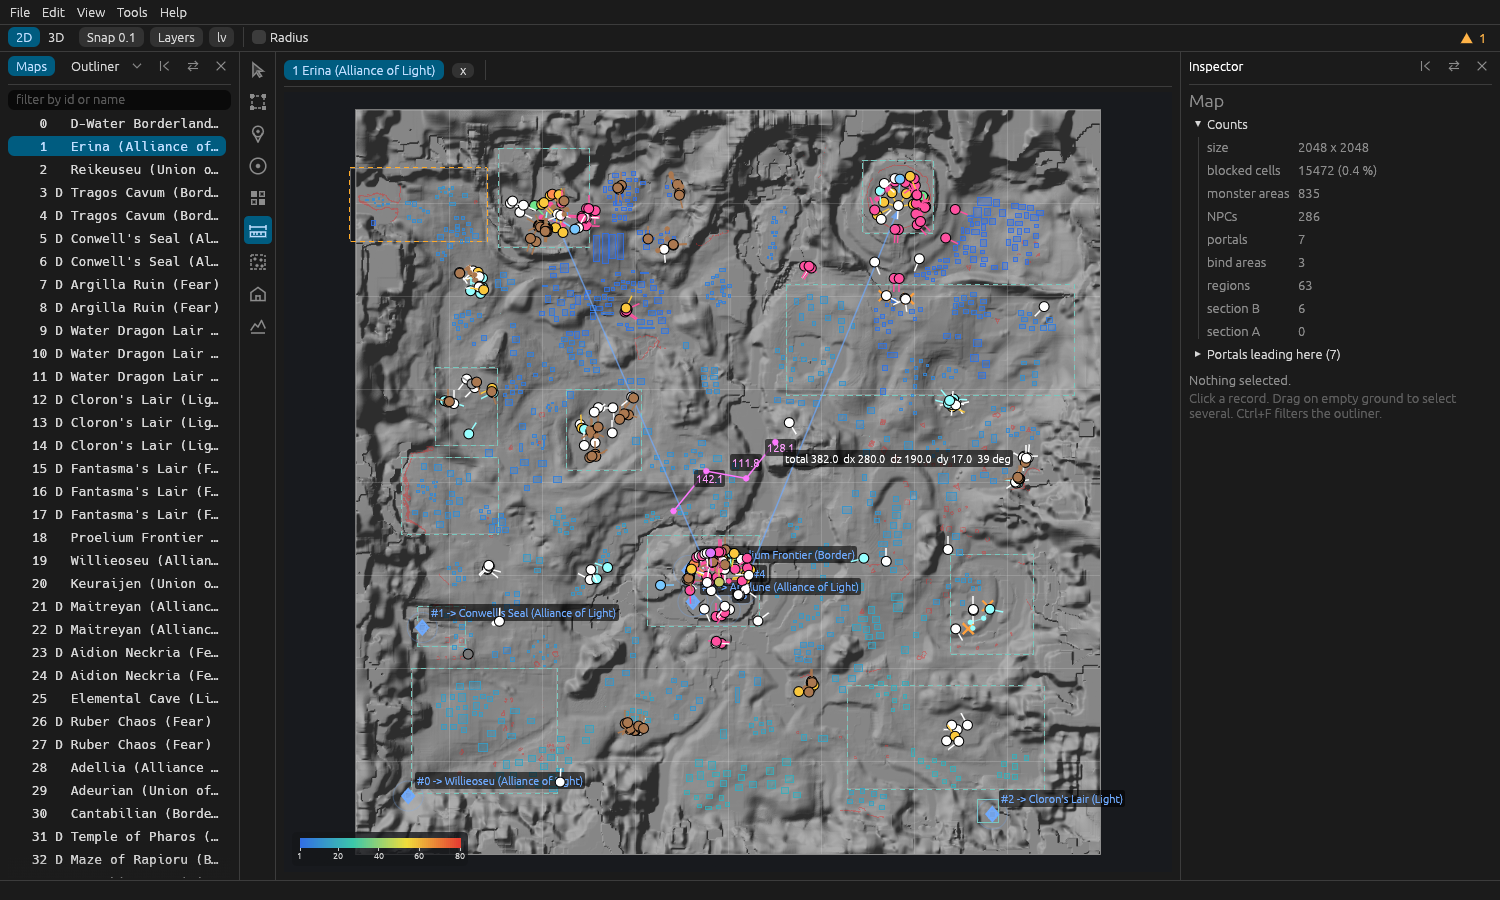 File Edit View Tools Help
2D 3D Snap 0.1 Layers lv Radius 1
Maps Outliner
filter by id or name
0 D-Water Borderland…
1 Erina (Alliance of…
2 Reikeuseu (Union o…
3 D Tragos Cavum (Bord…
4 D Tragos Cavum (Bord…
5 D Conwell's Seal (Al…
6 D Conwell's Seal (Al…
7 D Argilla Ruin (Fear)
8 D Argilla Ruin (Fear)
9 D Water Dragon Lair …
10 D Water Dragon Lair …
11 D Water Dragon Lair …
12 D Cloron's Lair (Lig…
13 D Cloron's Lair (Lig…
14 D Cloron's Lair (Lig…
15 D Fantasma's Lair (F…
16 D Fantasma's Lair (F…
17 D Fantasma's Lair (F…
18 Proelium Frontier …
19 Willieoseu (Allian…
20 Keuraijen (Union o…
21 D Maitreyan (Allianc…
22 D Maitreyan (Allianc…
23 D Aidion Neckria (Fe…
24 D Aidion Neckria (Fe…
25 Elemental Cave (Li…
26 D Ruber Chaos (Fear)
27 D Ruber Chaos (Fear)
28 Adellia (Alliance …
29 Adeurian (Union of…
30 Cantabilian (Borde…
31 D Temple of Pharos (…
32 D Maze of Rapioru (B…
1 Erina (Alliance of Light) x
128.1
total 382.0 dx 280.0 dz 190.0 dy 17.0 39 deg
111.8
142.1
ium Frontier (Border)
#4
une (Alliance of Light)
#1 -> Conwell's Seal (Alliance of Light)
#0 -> Willieoseu (Alliance of Light)
#2 -> Cloron's Lair (Light)
1 20 40 60 80
Inspector
Map
Counts
size 2048 x 2048
blocked cells 15472 (0.4 %)
monster areas 835
NPCs 286
portals 7
bind areas 3
regions 63
section B 6
section A 0
Portals leading here (7)
Nothing selected.
Click a record. Drag on empty ground to select
several. Ctrl+F filters the outliner.